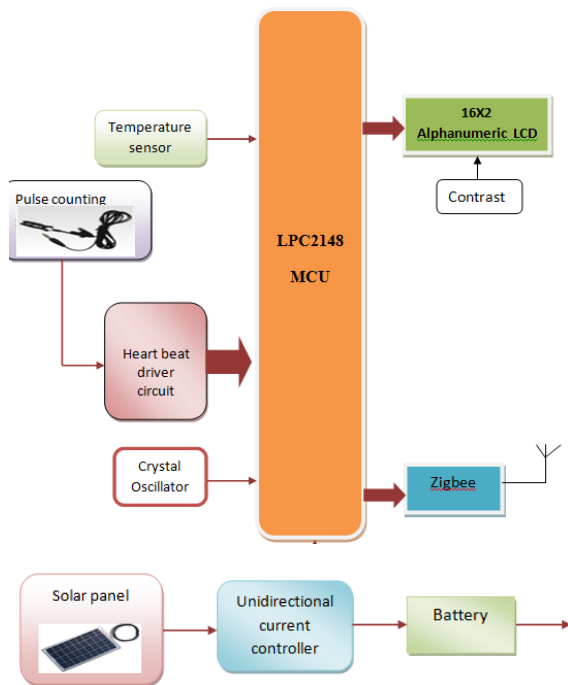 16X2
Alphanumeric LCD
Temperature
sensor
Contrast
Pulse counting
LPC2148
MCU
Heart beat
driver
circuit
Crystal
Oscillator
Zigbee
Solar panel
Unidirectional
current
controller
Battery